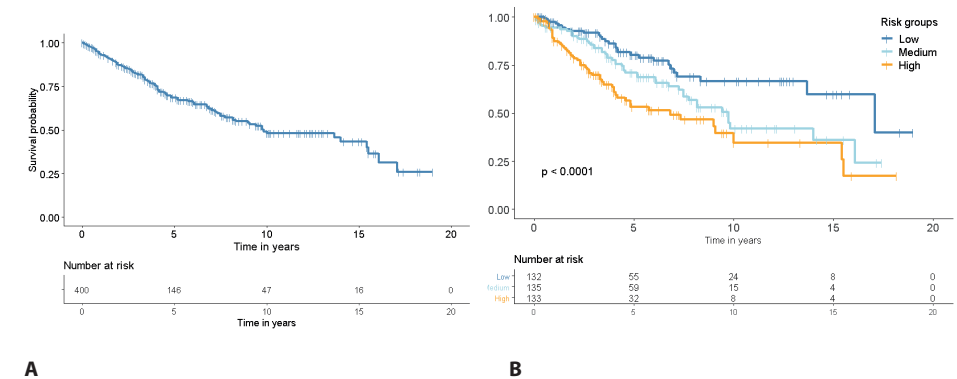 1.00
0.75
0.50
0.25
0.00
Survival probability
0 5 10 15 20
Time in years
Number at risk
400 146 47 16 0
0 5 10 15 20
Time in years
A
1.00
0.75
0.50
0.25
0.00
Risk groups
Low
Medium
High
p < 0.0001
0 5 10 15 20
Time in years
Number at risk
Low 132 55 24 8 0
edium 135 59 15 4 0
High 133 32 8 4 0
0 5 10 15 20
B